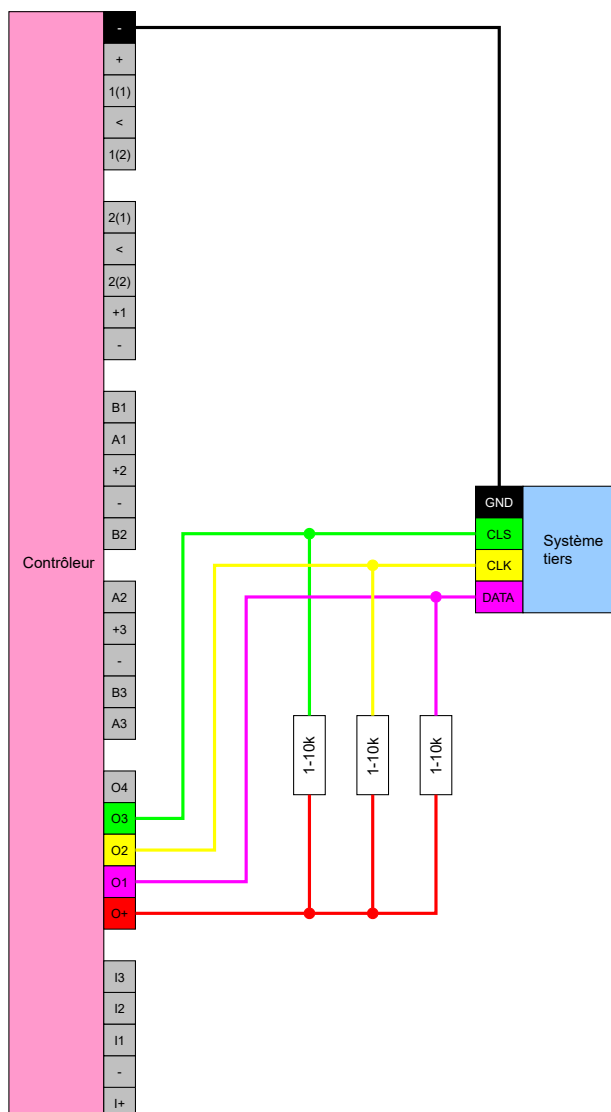 -
+
1(1)
<
1(2)
2(1)
<
2(2)
+1
-
B1
A1
+2
-
B2
Contrôleur
A2
+3
-
B3
A3
O4
O3
O2
O1
O+
I3
I2
I1
-
I+
GND
CLS
CLK
DATA
Système
tiers
1-10k
1-10k
1-10k